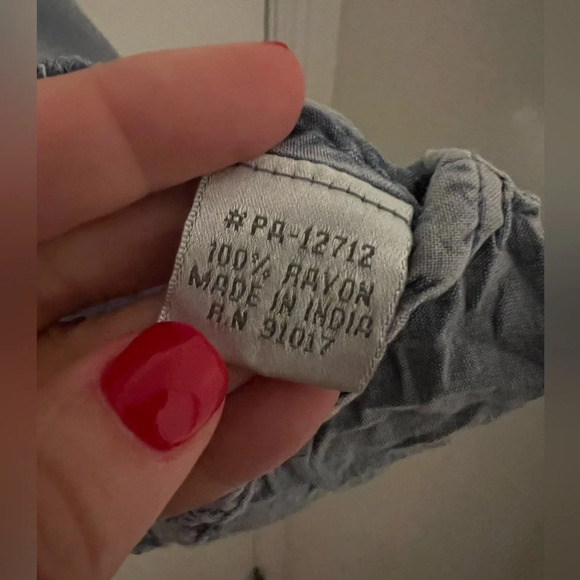 #PA-12712
100% RAYON
MADE IN INDIA
R.N 91017